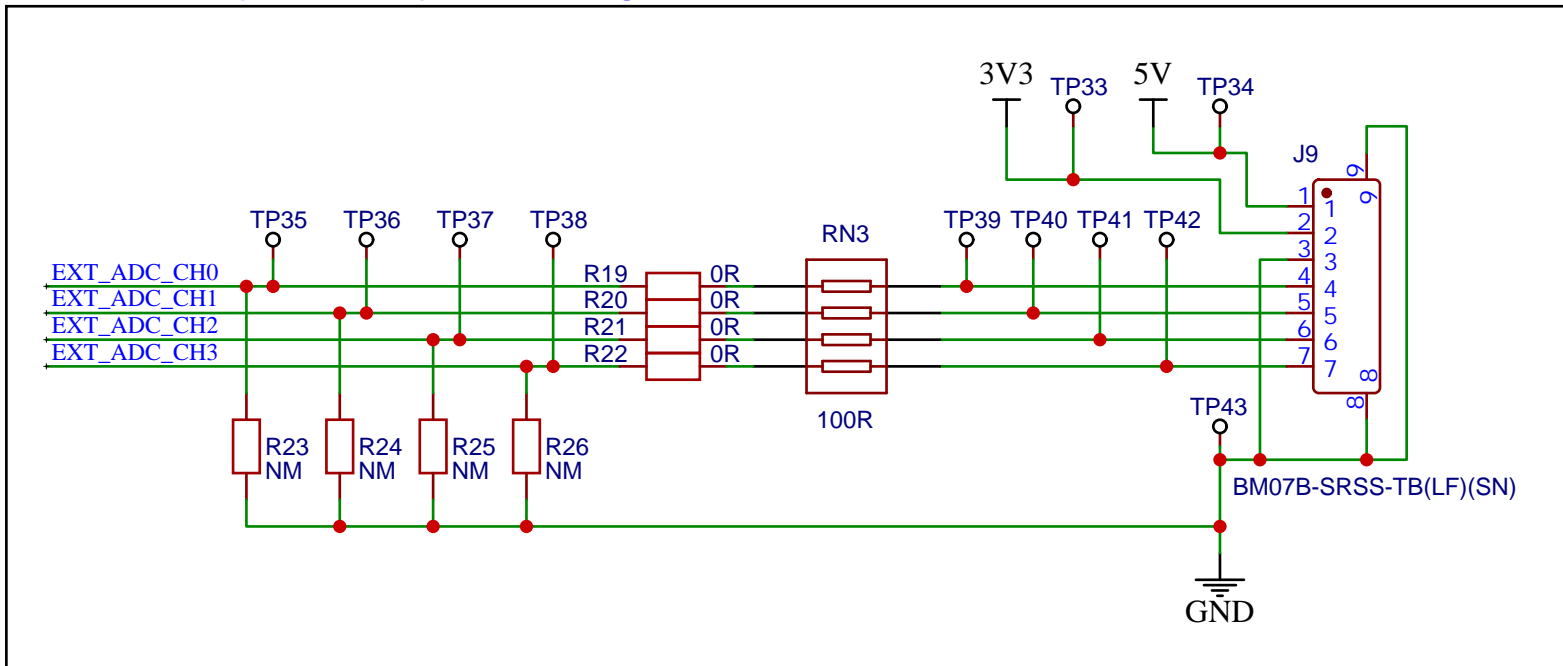 3V3
TP33
5V
TP34
J9
9
9
TP35
TP36
TP37
TP38
RN3
TP39
TP40
TP41
TP42
1
1
2
2
3
3
EXT_ADC_CH0
R19
0R
4
4
EXT_ADC_CH1
R20
0R
5
5
EXT_ADC_CH2
R21
0R
6
6
EXT_ADC_CH3
R22
0R
7
7
8
8
100R
TP43
R23
NM
R24
NM
R25
NM
R26
NM
BM07B-SRSS-TB(LF)(SN)
GND